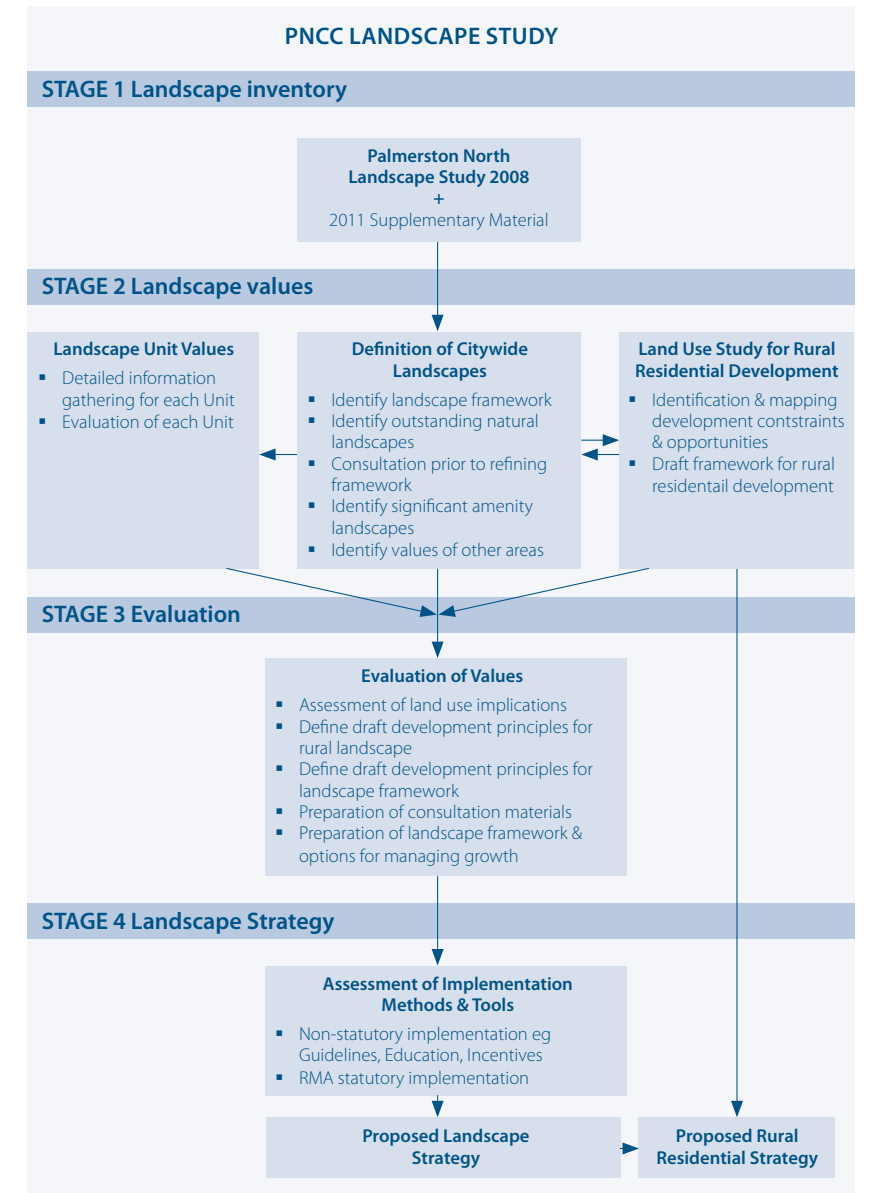 PNCC LANDSCAPE STUDY
STAGE 1 Landscape inventory
Palmerston North
Landscape Study 2008
+
2011 Supplementary Material
STAGE 2 Landscape values
Landscape Unit Values
▪ Detailed information
gathering for each Unit
▪ Evaluation of each Unit
Definition of Citywide
Landscapes
▪ Identify landscape framework
▪ Identify outstanding natural
landscapes
▪ Consultation prior to refining
framework
▪ Identify significant amenity
landscapes
▪ Identify values of other areas
Land Use Study for Rural
Residential Development
▪ Identification & mapping
development contstraints
& opportunities
▪ Draft framework for rural
residentail development
STAGE 3 Evaluation
Evaluation of Values
▪ Assessment of land use implications
▪ Define draft development principles for
rural landscape
▪ Define draft development principles for
landscape framework
▪ Preparation of consultation materials
▪ Preparation of landscape framework &
options for managing growth
STAGE 4 Landscape Strategy
Assessment of Implementation
Methods & Tools
▪ Non-statutory implementation eg
Guidelines, Education, Incentives
▪ RMA statutory implementation
Proposed Landscape
Strategy
Proposed Rural
Residential Strategy